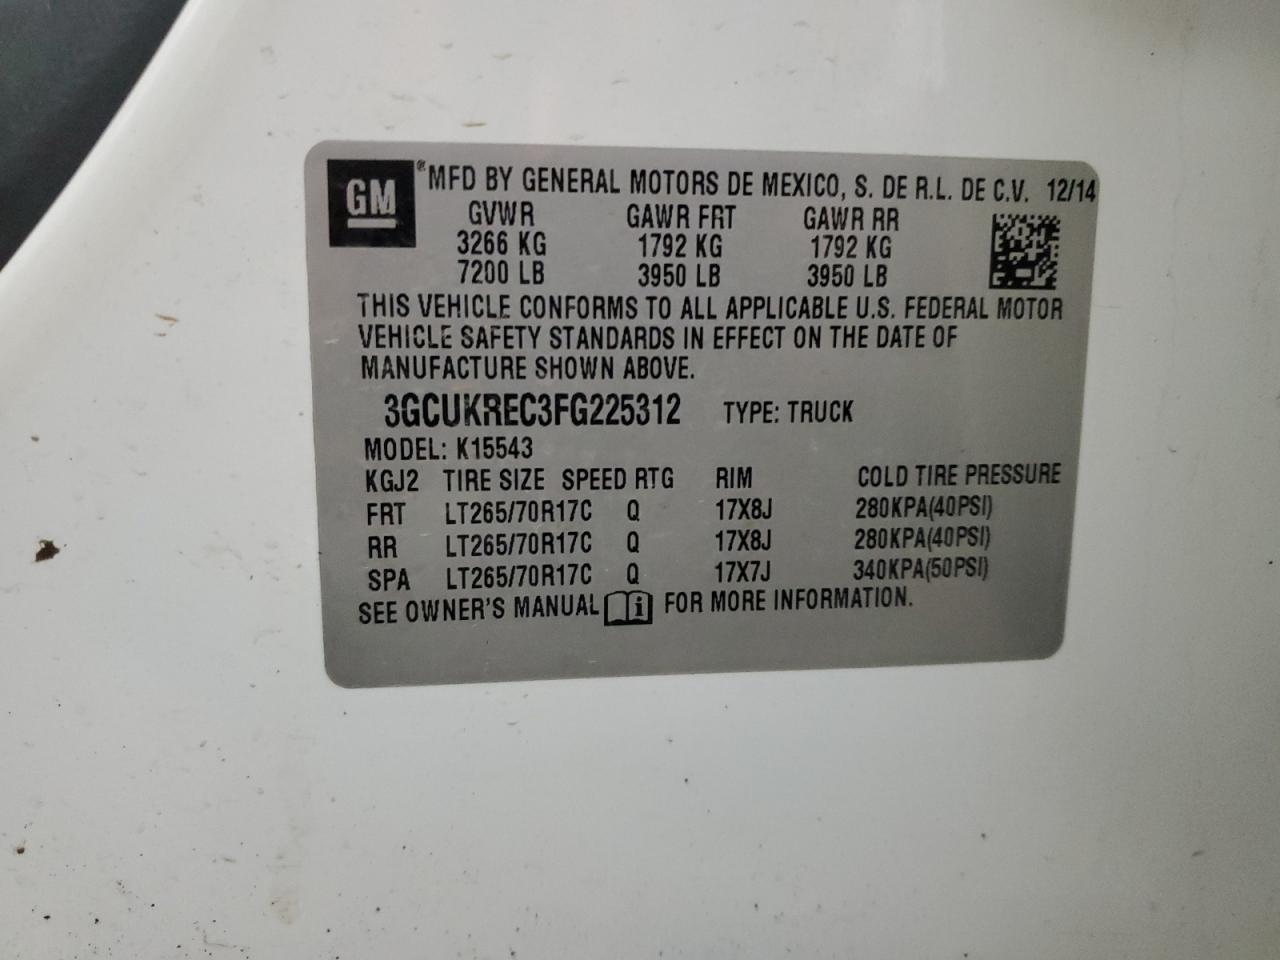 GM ® MFD BY GENERAL MOTORS DE MEXICO, S. DE R.L. DE C.V. 12/14
GVWR GAWR FRT GAWR RR
3266 KG 1792 KG 1792 KG
7200 LB 3950 LB 3950 LB
THIS VEHICLE CONFORMS TO ALL APPLICABLE U.S. FEDERAL MOTOR
VEHICLE SAFETY STANDARDS IN EFFECT ON THE DATE OF
MANUFACTURE SHOWN ABOVE.
3GCUKREC3FG225312 TYPE: TRUCK
MODEL: K15543
KGJ2 TIRE SIZE SPEED RTG RIM COLD TIRE PRESSURE
FRT LT265/70R17C Q 17X8J 280KPA(40PSI)
RR LT265/70R17C Q 17X8J 280KPA(40PSI)
SPA LT265/70R17C Q 17X7J 340KPA(50PSI)
SEE OWNER'S MANUAL i FOR MORE INFORMATION.